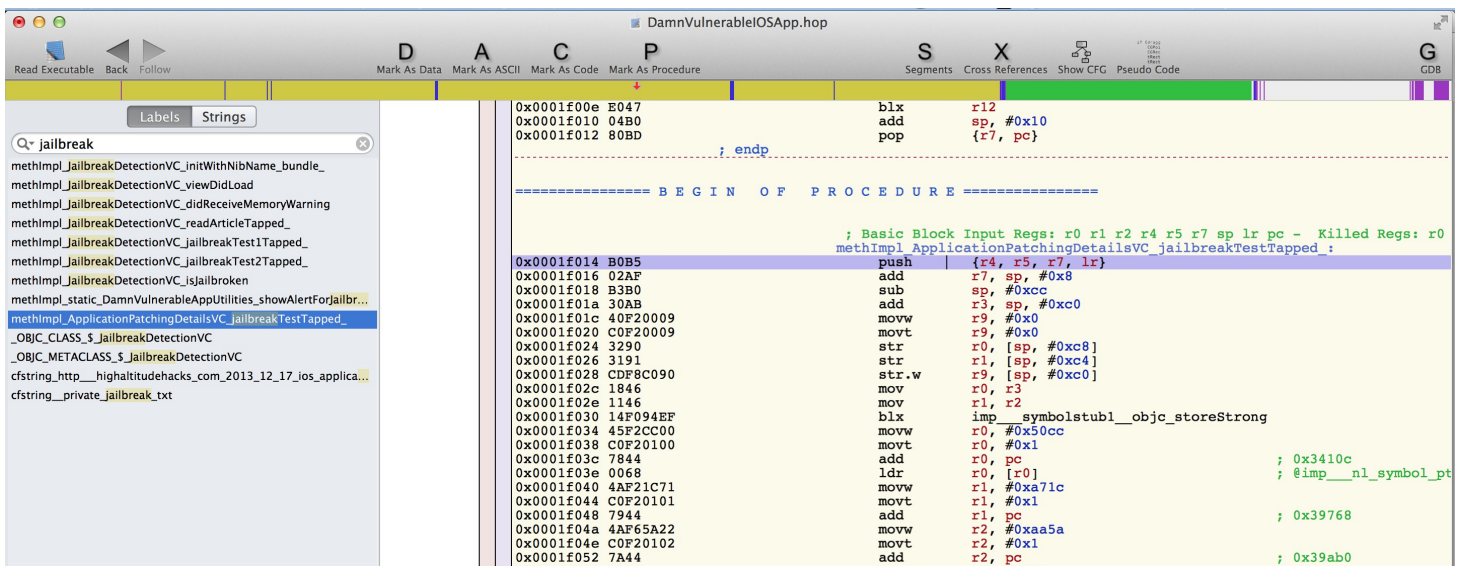 DamnVulnerableIOSApp.hop
D A C P S X G
Read Executable Back Follow Mark As Data Mark As ASCII Mark As Code Mark As Procedure Segments Cross References Show CFG Pseudo Code GDB
Labels Strings
jailbreak
methImpl_JailbreakDetectionVC_initWithNibName_bundle_
methImpl_JailbreakDetectionVC_viewDidLoad
methImpl_JailbreakDetectionVC_didReceiveMemoryWarning
methImpl_JailbreakDetectionVC_readArticleTapped_
methImpl_JailbreakDetectionVC_jailbreakTest1Tapped_
methImpl_JailbreakDetectionVC_jailbreakTest2Tapped_
methImpl_JailbreakDetectionVC_isJailbroken
methImpl_static_DamnVulnerableAppUtilities_showAlertForJailbr...
methImpl_ApplicationPatchingDetailsVC_jailbreakTestTapped_
_OBJC_CLASS_$_JailbreakDetectionVC
_OBJC_METACLASS_$_JailbreakDetectionVC
cfstring_http___highaltitudehacks_com_2013_12_17_ios_applica...
cfstring__private_jailbreak_txt
0x0001f00e E047 blx r12
0x0001f010 04B0 add sp, #0x10
0x0001f012 80BD pop {r7, pc}
; endp
================ B E G I N   O F   P R O C E D U R E ================
; Basic Block Input Regs: r0 r1 r2 r4 r5 r7 sp lr pc - Killed Regs: r0
methImpl_ApplicationPatchingDetailsVC_jailbreakTestTapped_:
0x0001f014 B0B5 push {r4, r5, r7, lr}
0x0001f016 02AF add r7, sp, #0x8
0x0001f018 B3B0 sub sp, #0xcc
0x0001f01a 30AB add r3, sp, #0xc0
0x0001f01c 40F20009 movw r9, #0x0
0x0001f020 C0F20009 movt r9, #0x0
0x0001f024 3290 str r0, [sp, #0xc8]
0x0001f026 3191 str r1, [sp, #0xc4]
0x0001f028 CDF8C090 str.w r9, [sp, #0xc0]
0x0001f02c 1846 mov r0, r3
0x0001f02e 1146 mov r1, r2
0x0001f030 14F094EF blx imp___symbolstub1__objc_storeStrong
0x0001f034 45F2CC00 movw r0, #0x50cc
0x0001f038 C0F20100 movt r0, #0x1
0x0001f03c 7844 add r0, pc ; 0x3410c
0x0001f03e 0068 ldr r0, [r0] ; @imp___nl_symbol_pt
0x0001f040 4AF21C71 movw r1, #0xa71c
0x0001f044 C0F20101 movt r1, #0x1
0x0001f048 7944 add r1, pc ; 0x39768
0x0001f04a 4AF65A22 movw r2, #0xaa5a
0x0001f04e C0F20102 movt r2, #0x1
0x0001f052 7A44 add r2, pc ; 0x39ab0